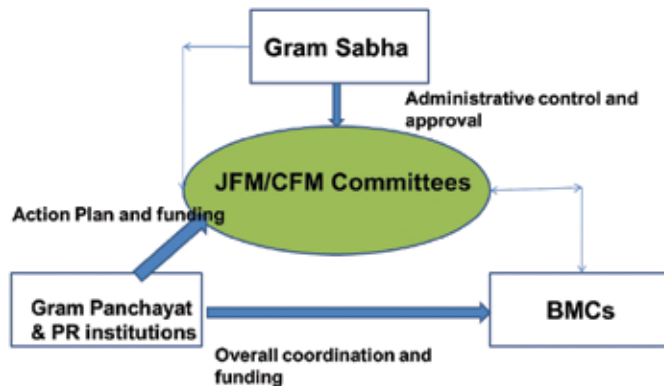 Gram Sabha
Administrative control and
approval
JFM/CFM Committees
Action Plan and funding
Gram Panchayat
& PR institutions
BMCs
Overall coordination and
funding